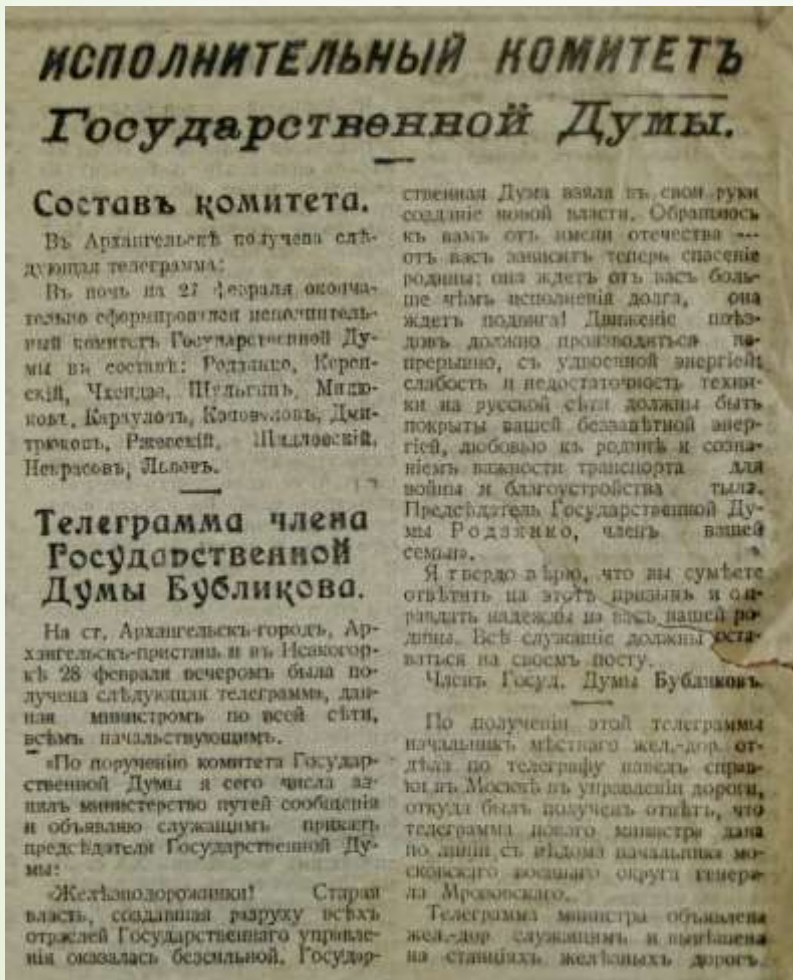 ИСПОЛНИТЕЛЬНЫЙ КОМИТЕТЪ
Государственной Думы.
Составъ комитета.
Въ Архангельскѣ получена слѣ-
дующая телеграмма:
Въ ночь на 27 февраля оконча-
тельно сформировался исполнитель-
ный комитетъ Государственной Ду-
мы въ составѣ: Родзянко, Керен-
скій, Чхеидзе, Шульгинъ, Милю-
ковъ, Караулотъ, Коноваловъ, Дми-
трюковъ, Ржевскій, Шидловскій,
Некрасовъ, Львовъ.
Телеграмма члена
Государственной
Думы Бубликова.
На ст. Архангельскъ-городъ, Ар-
хангельскъ-пристань и въ Исакогор-
кѣ 28 февраля вечеромъ была по-
лучена слѣдующая телеграмма, дан-
ная министромъ по всей сѣти,
всѣмъ начальствующимъ.
«По порученію комитета Государ-
ственной Думы я сего числа за-
нялъ министерство путей сообщенія
и объявляю служащимъ приказъ
предсѣдателя Государственной Ду-
мы:
«Желѣзнодорожники! Старая
власть, создавшая разруху всѣхъ
отраслей Государственнаго управле-
нія оказалась безсильной. Государ-
ственная Дума взяла въ свои руки
созданіе новой власти. Обращаюсь
къ вамъ отъ имени отечества —
отъ васъ зависитъ теперь спасеніе
родины: она ждетъ отъ васъ боль-
ше чѣмъ исполненія долга, она
ждетъ подвига! Движеніе поѣз-
довъ должно производиться не-
прерывно, съ удвоенной энергіей;
слабость и недостаточность техни-
ки на русской сѣти должны быть
покрыты вашей беззавѣтной энер-
гіей, любовью къ родинѣ и созна-
ніемъ важности транспорта для
войны и благоустройства тыла.
Предсѣдатель Государственной Ду-
мы Родзянко, членъ вашей
семьи».
Я твердо вѣрю, что вы сумѣете
отвѣтить на этотъ призывъ и оп-
равдать надежды на васъ нашей ро-
дины. Всѣ служащіе должны оста-
ваться на своемъ посту.
Членъ Госуд. Думы Бубликовъ.
По полученіи этой телеграммы
начальникъ мѣстнаго жел.-дор. от-
дѣла по телеграфу навелъ справ-
ки въ Москвѣ въ управленіи дороги,
откуда былъ полученъ отвѣтъ, что
телеграмма новаго министра дана
по линіи съ вѣдома начальника мо-
сковскаго военнаго округа генера-
ла Мрозовскаго.
Телеграмма министра объявлена
жел.-дор. служащимъ и вывѣшена
на станціяхъ желѣзныхъ дорогъ.